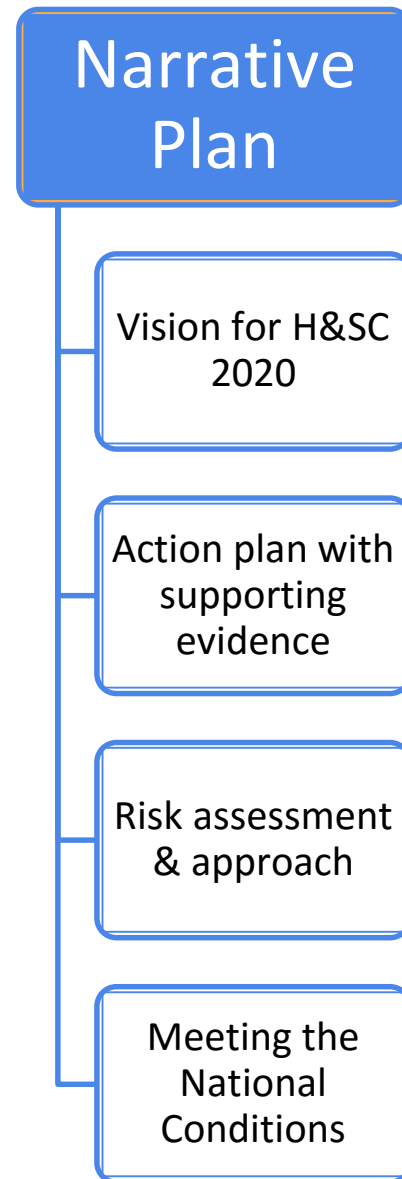 Narrative
Plan
Vision for H&SC
2020
Action plan with
supporting
evidence
Risk assessment
& approach
Meeting the
National
Conditions